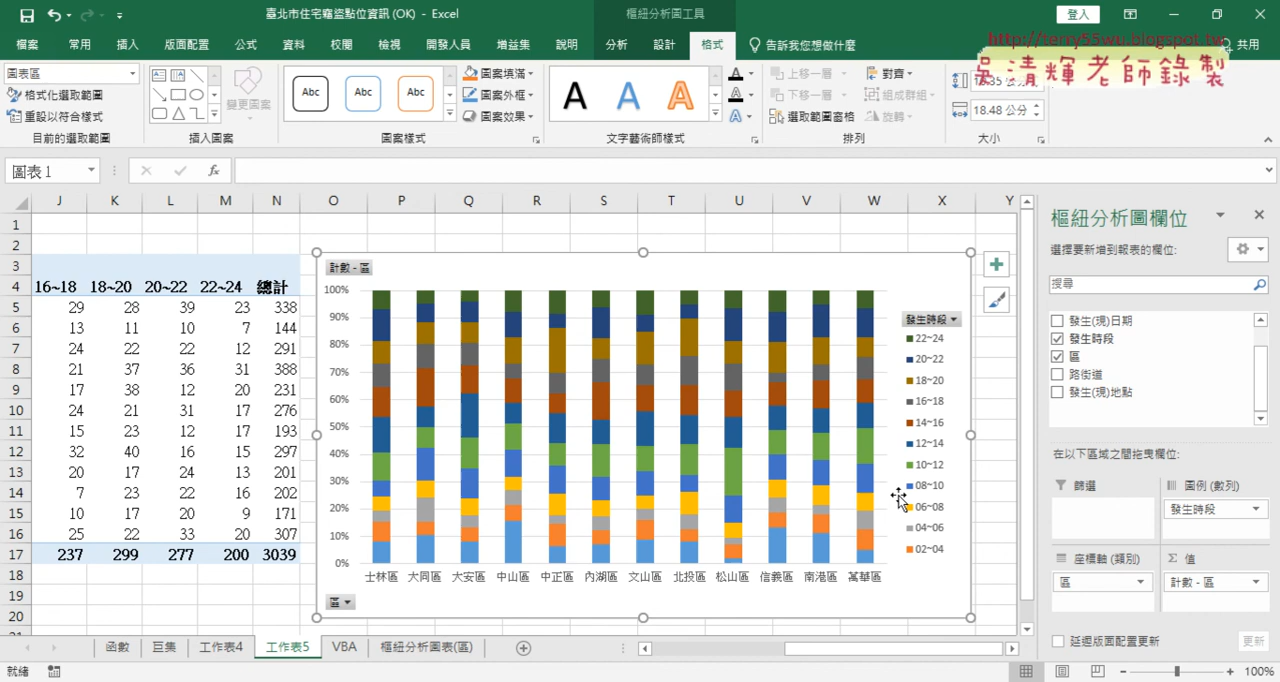 臺北市住宅竊盜點位資訊 (OK) - Excel
樞紐分析圖工具
登入
檔案 常用 插入 版面配置 公式 資料 校閱 檢視 開發人員 增益集 說明 分析 設計 格式 告訴我您想做什麼 共用
http://terry55wu.blogspot.tw
吳清輝老師錄製
圖表區
格式化選取範圍
重設以符合樣式
目前的選取範圍
變更圖案
插入圖案
Abc Abc Abc
圖案填滿
圖案外框
圖案效果
圖案樣式
A A A
文字藝術師樣式
上移一層 對齊
下移一層 組成群組
選取範圍窗格 旋轉
排列
18.48 公分
大小
圖表 1
fx
J K L M N O P Q R S T U V W X Y
1
2
3
4 16~18 18~20 20~22 22~24 總計
5 29 28 39 23 338
6 13 11 10 7 144
7 24 22 22 12 291
8 21 37 36 31 388
9 17 38 12 20 231
10 24 21 31 17 276
11 15 23 12 17 193
12 32 40 16 15 297
13 20 17 24 13 201
14 7 23 22 16 202
15 10 17 20 9 171
16 25 22 33 20 307
17 237 299 277 200 3039
18
19
20
計數 - 區
100%
90%
80%
70%
60%
50%
40%
30%
20%
10%
0%
士林區 大同區 大安區 中山區 中正區 內湖區 文山區 北投區 松山區 信義區 南港區 萬華區
區
發生時段
22~24
20~22
18~20
16~18
14~16
12~14
10~12
08~10
06~08
04~06
02~04
樞紐分析圖欄位
選擇要新增到報表的欄位:
搜尋
發生(現)日期
發生時段
區
路街道
發生(現)地點
在以下區域之間拖曳欄位:
篩選 圖例 (數列)
發生時段
座標軸 (類別) Σ 值
區 計數 - 區
延遲版面配置更新 更新
函數 巨集 工作表4 工作表5 VBA 樞紐分析圖表(區)
就緒
100%